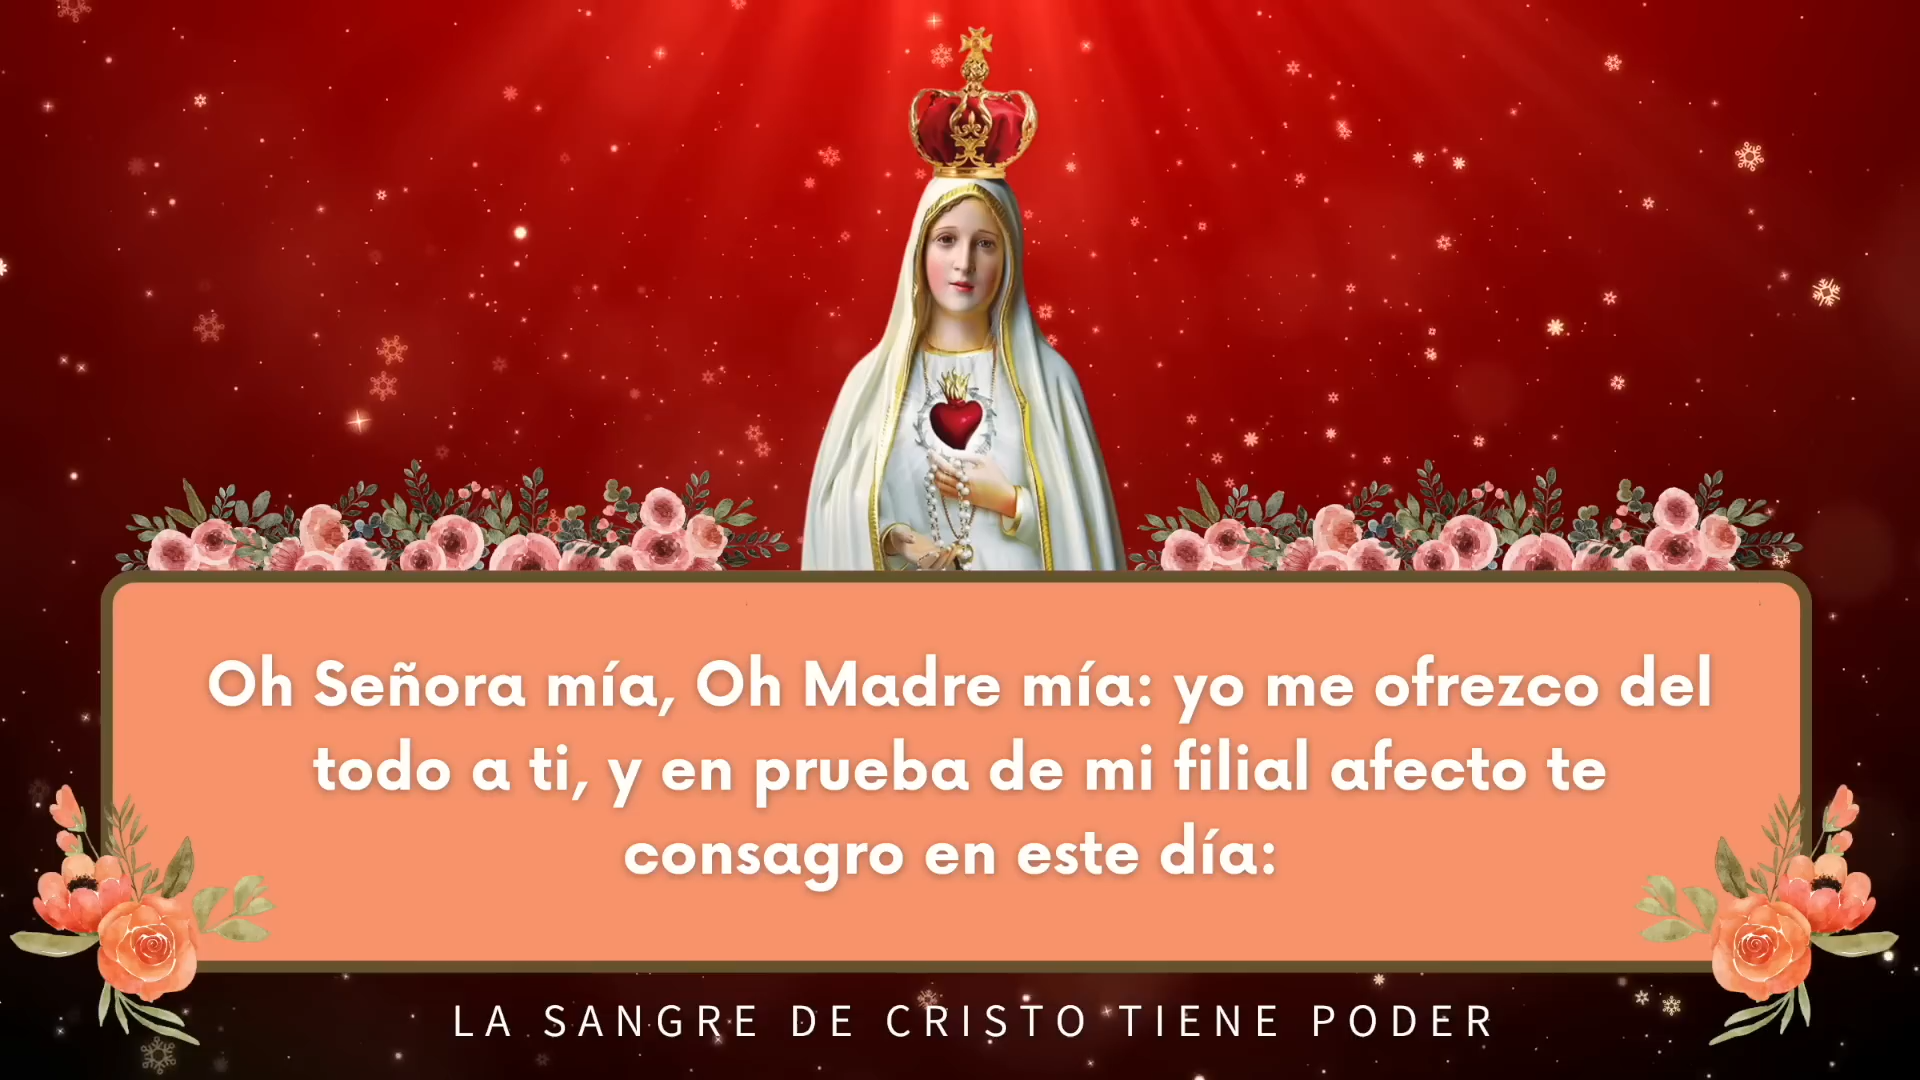 Oh Señora mía, Oh Madre mía: yo me ofrezco del
todo a ti, y en prueba de mi filial afecto te
consagro en este día:
LA SANGRE DE CRISTO TIENE PODER